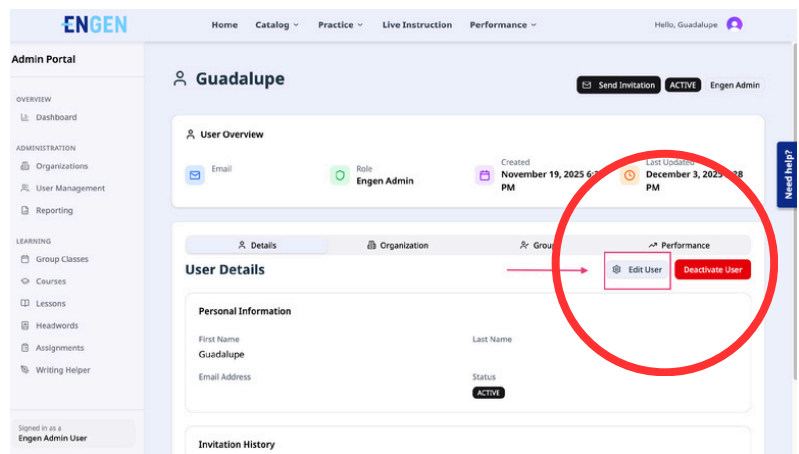 ENGEN
Home Catalog Practice Live Instruction Performance
Hello, Guadalupe
Admin Portal
OVERVIEW
Dashboard
ADMINISTRATION
Organizations
User Management
Reporting
LEARNING
Group Classes
Courses
Lessons
Headwords
Assignments
Writing Helper
Signed in as a
Engen Admin User
Guadalupe
Send Invitation ACTIVE Engen Admin
User Overview
Email
Role
Engen Admin
Created
November 19, 2025
PM
Last Updated
December 3, 2025
PM
Details Organization Performance
User Details
Edit User Deactivate User
Personal Information
First Name
Guadalupe
Last Name
Email Address
Status
ACTIVE
Invitation History
Need help?